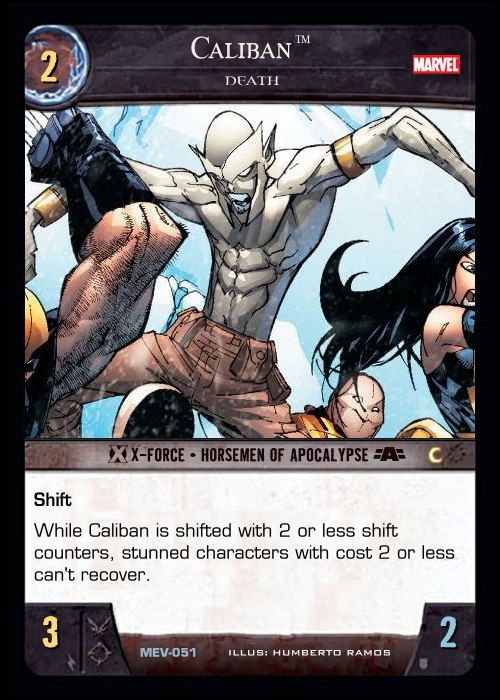 2
CALIBAN™
DEATH
MARVEL
X-FORCE • HORSEMEN OF APOCALYPSE
C
Shift
While Caliban is shifted with 2 or less shift
counters, stunned characters with cost 2 or less
can't recover.
3
MEV-051
ILLUS: HUMBERTO RAMOS
2